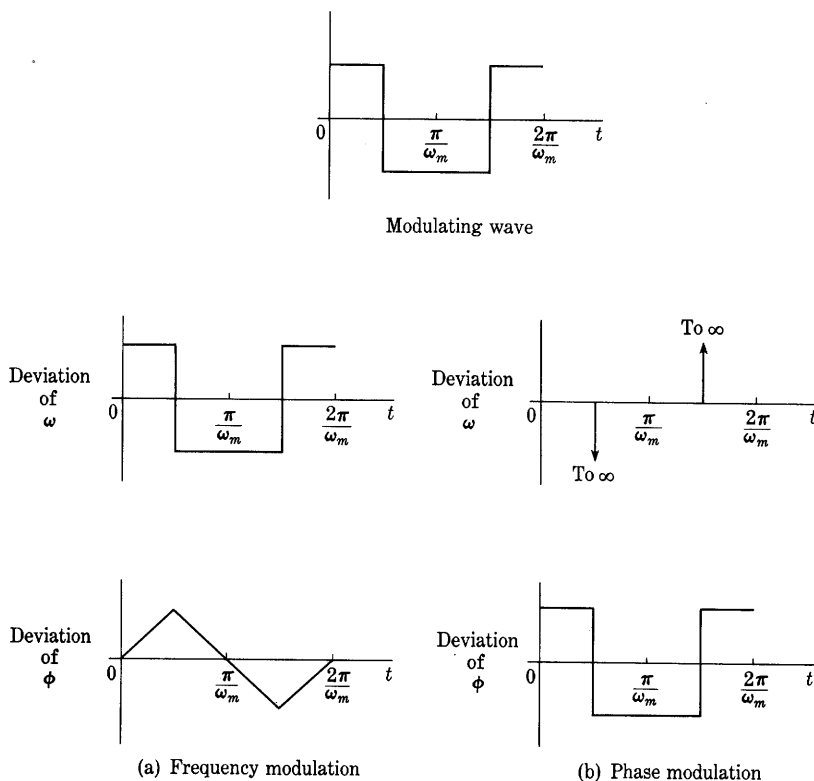 0 π/ω_m 2π/ω_m t
Modulating wave
Deviation of ω
0 π/ω_m 2π/ω_m t
Deviation of ω
To ∞
To ∞
0 π/ω_m 2π/ω_m t
Deviation of ϕ
0 π/ω_m 2π/ω_m t
Deviation of ϕ
0 π/ω_m 2π/ω_m t
(a) Frequency modulation
(b) Phase modulation